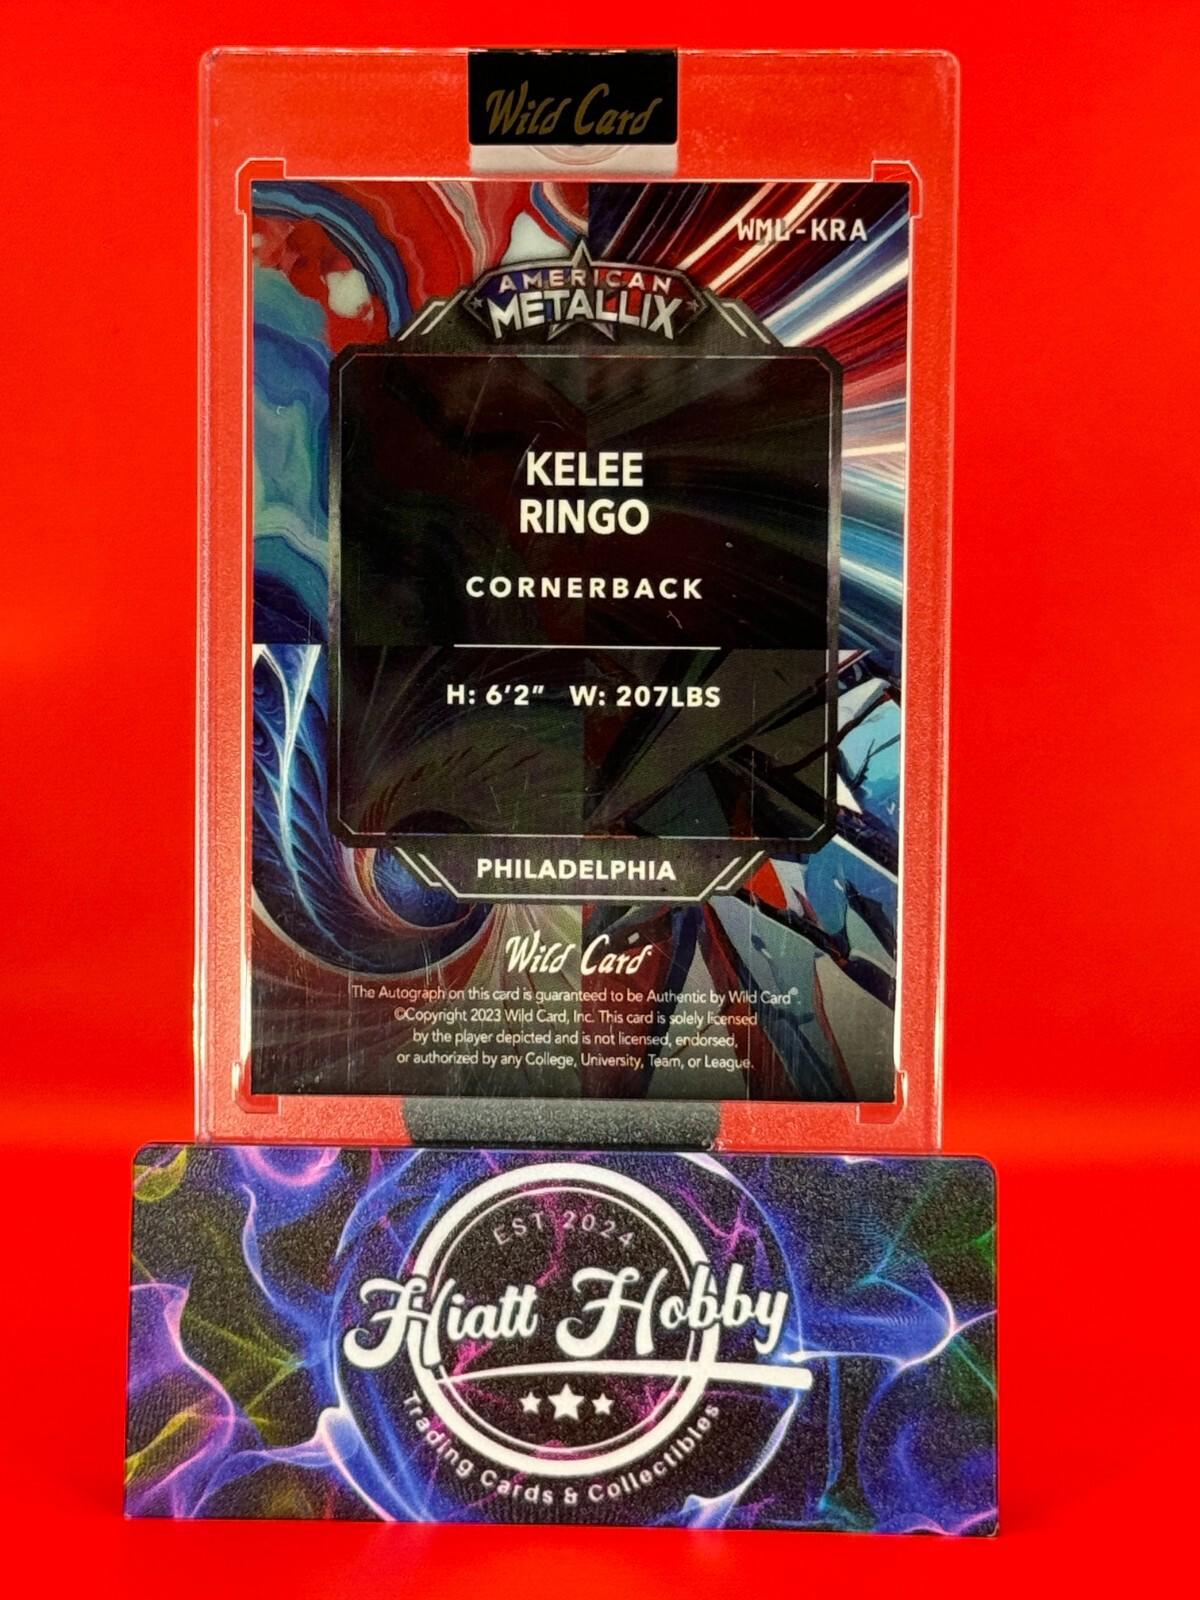 Wild Card
WML-KRA
AMERICAN
METALLIX
KELEE
RINGO
CORNERBACK
H: 6'2" W: 207LBS
PHILADELPHIA
Wild Card
The Autograph on this card is guaranteed to be Authentic by Wild Card®.
©Copyright 2023 Wild Card, Inc. This card is solely licensed
by the player depicted and is not licensed, endorsed,
or authorized by any College, University, Team, or League.
EST 2024
Hiatt Hobby
Trading Cards & Collectibles